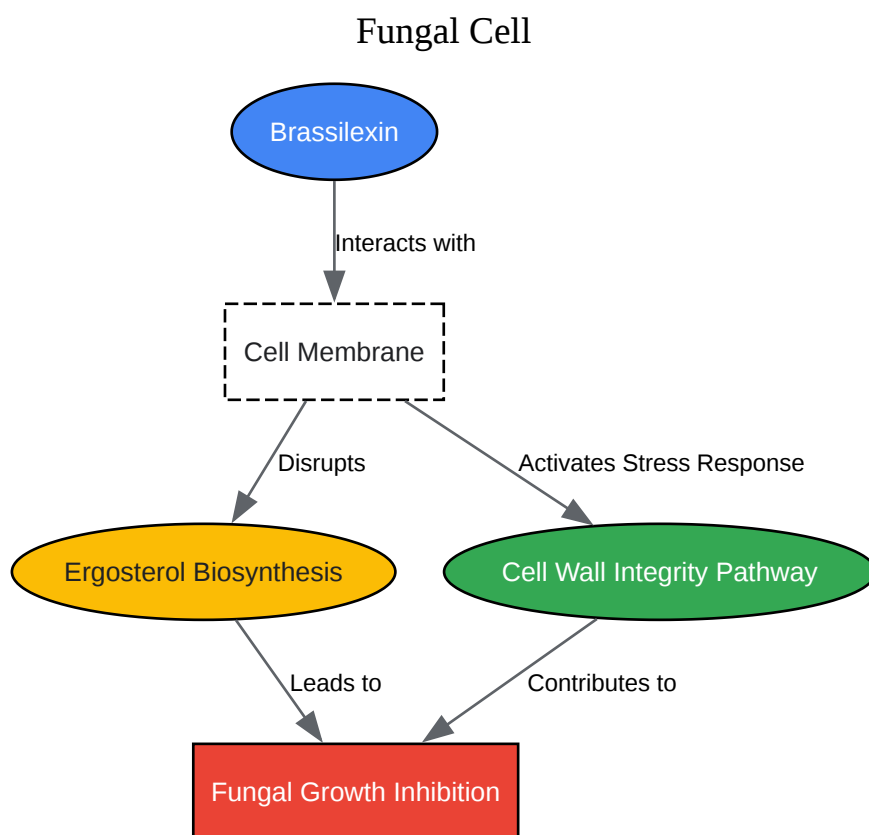 Fungal Cell
Brassilexin
Interacts with
Cell Membrane
Disrupts
Activates Stress Response
Ergosterol Biosynthesis
Cell Wall Integrity Pathway
Leads to
Contributes to
Fungal Growth Inhibition